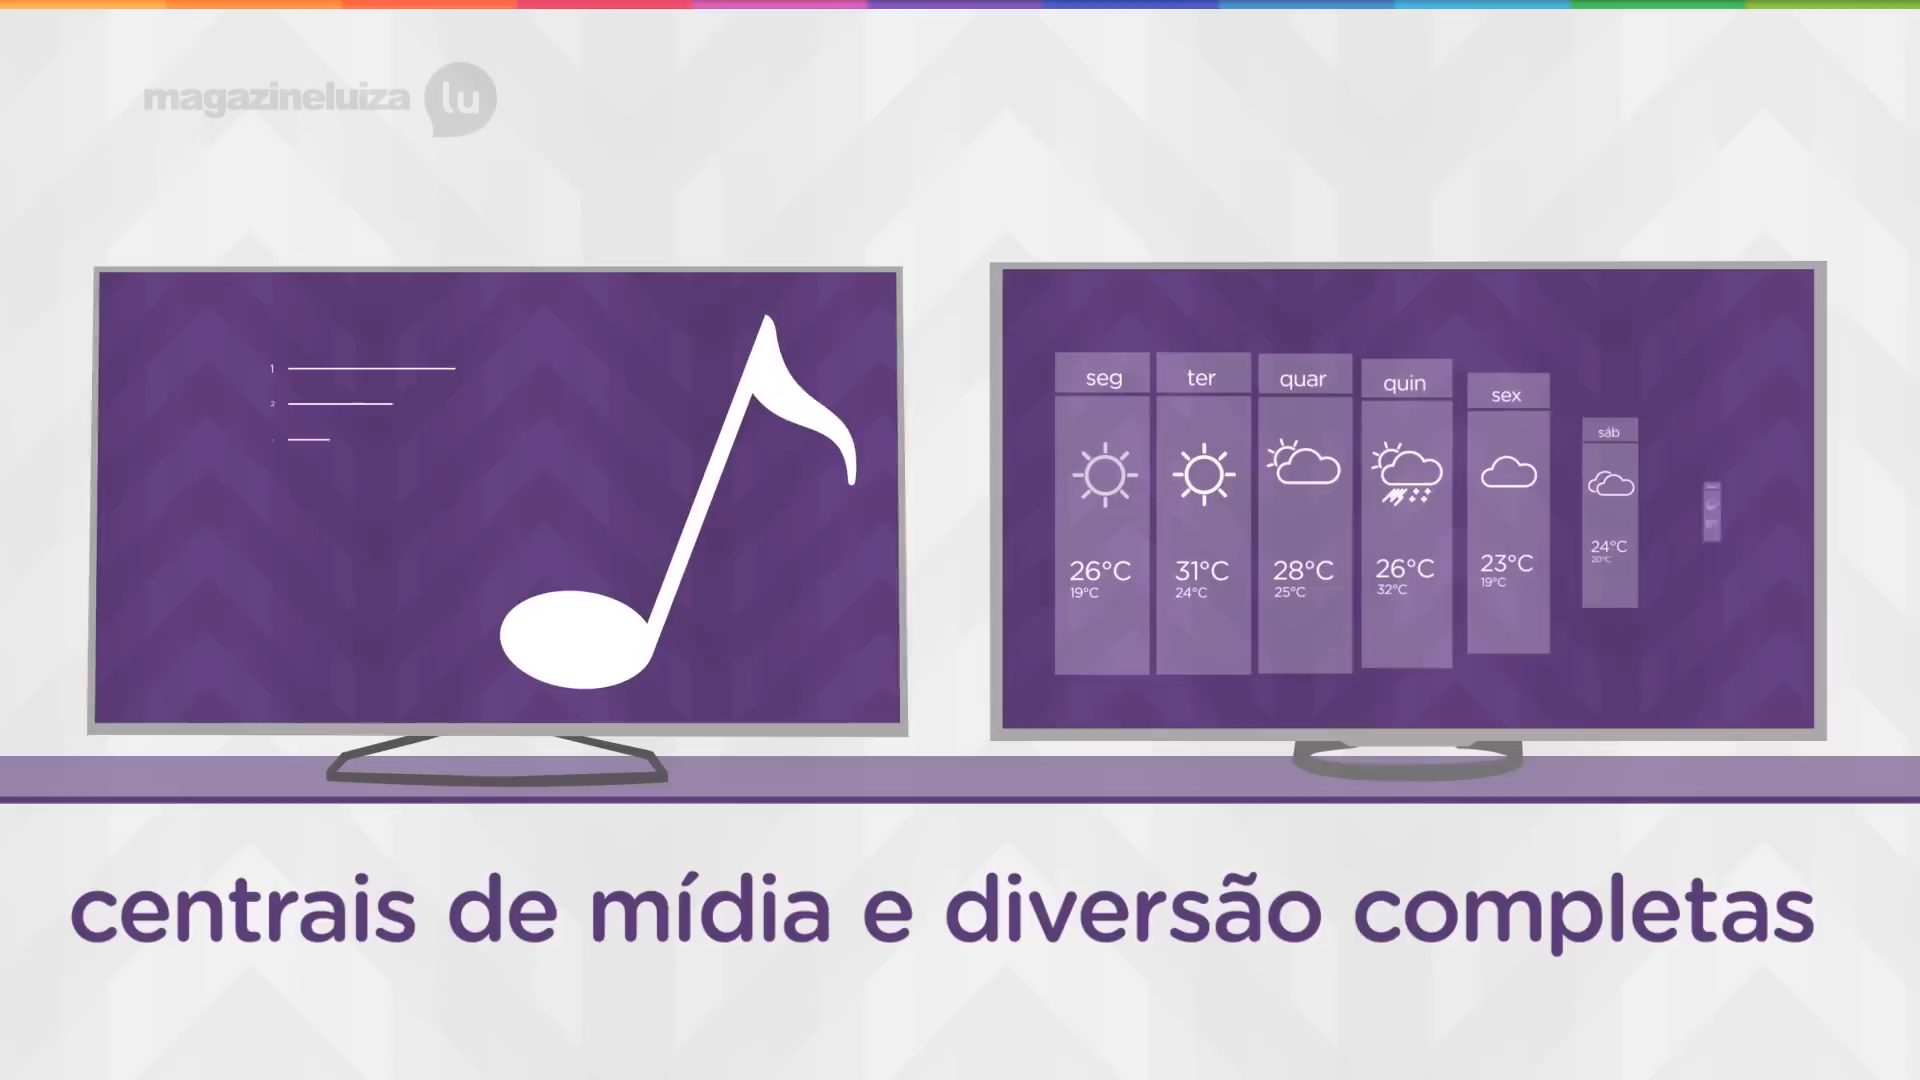 magazineluiza lu
1
2
seg ter quar quin sex sáb
26°C 31°C 28°C 26°C 23°C 24°C
19°C 24°C 25°C 32°C 19°C 20°C
centrais de mídia e diversão completas